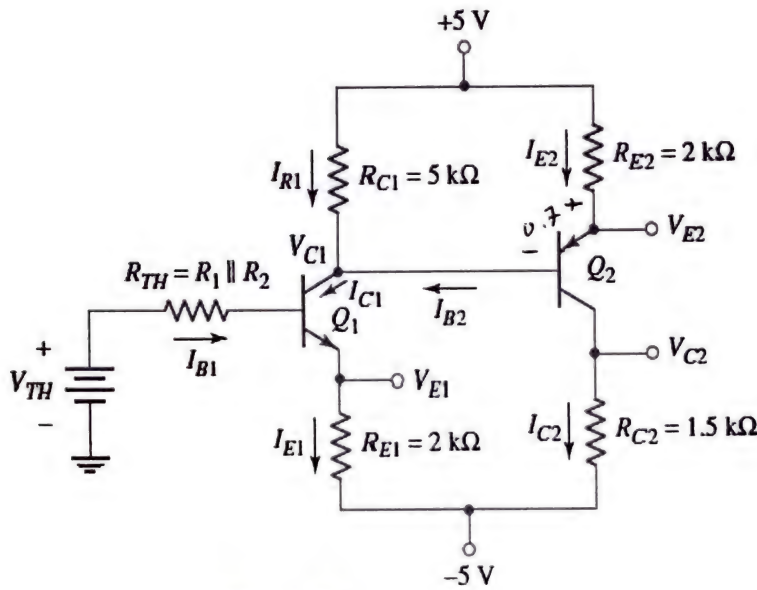 +5 V
I_{R1} R_{C1} = 5 kΩ I_{E2} R_{E2} = 2 kΩ
0.7 +
−
V_{E2}
V_{C1} Q_2
R_{TH} = R_1 || R_2
I_{C1} I_{B2}
Q_1
+
V_{TH}
−
I_{B1} V_{E1} V_{C2}
I_{E1} R_{E1} = 2 kΩ I_{C2} R_{C2} = 1.5 kΩ
−5 V